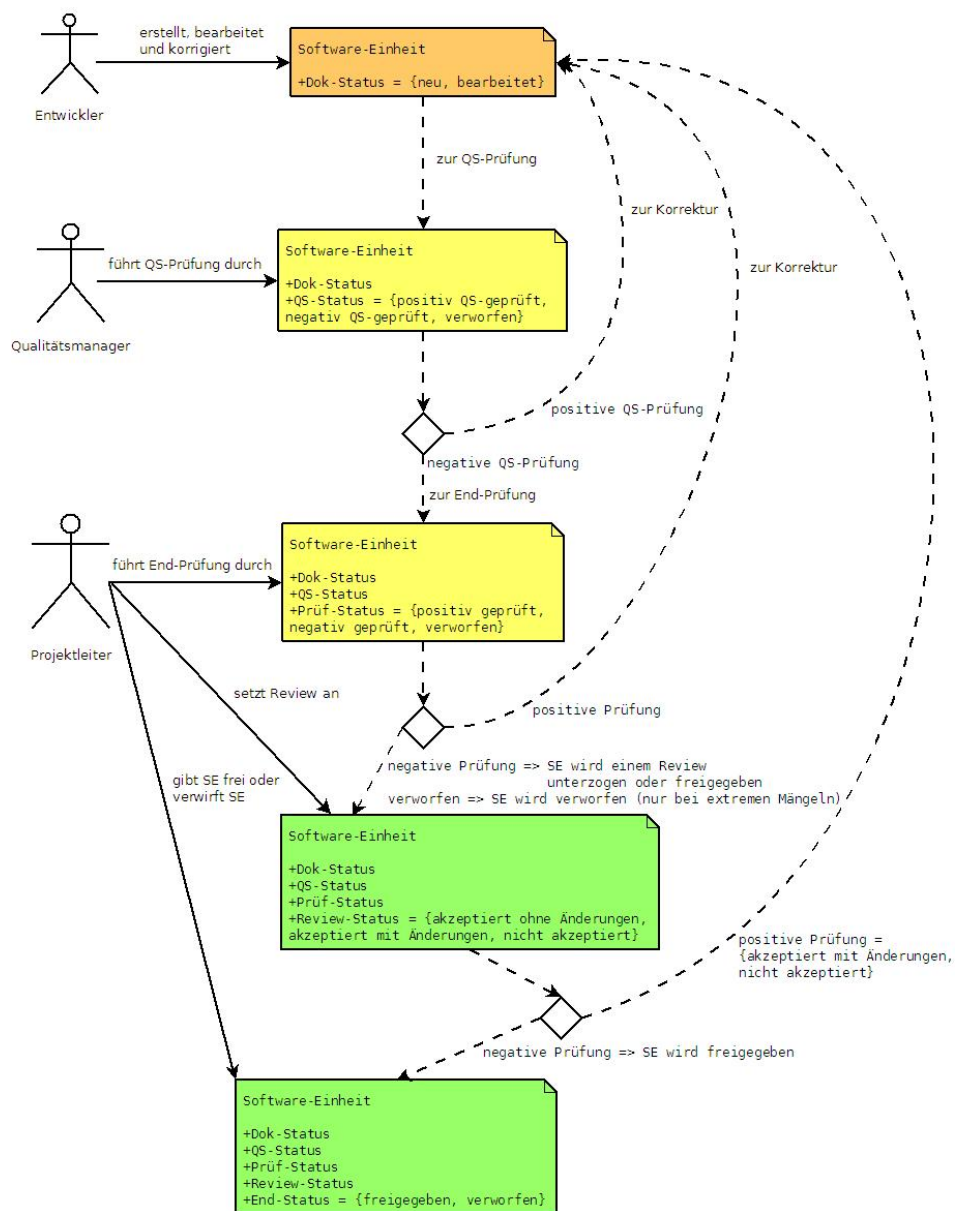 erstellt, bearbeitet
und korrigiert
Entwickler
Software-Einheit
+Dok-Status = {neu, bearbeitet}
zur QS-Prüfung
zur Korrektur
zur Korrektur
führt QS-Prüfung durch
Qualitätsmanager
Software-Einheit
+Dok-Status
+QS-Status = {positiv QS-geprüft,
negativ QS-geprüft, verworfen}
positive QS-Prüfung
negative QS-Prüfung
zur End-Prüfung
führt End-Prüfung durch
Projektleiter
Software-Einheit
+Dok-Status
+QS-Status
+Prüf-Status = {positiv geprüft,
negativ geprüft, verworfen}
setzt Review an
positive Prüfung
gibt SE frei oder
verwirft SE
negative Prüfung => SE wird einem Review
unterzogen oder freigegeben
verworfen => SE wird verworfen (nur bei extremen Mängeln)
Software-Einheit
+Dok-Status
+QS-Status
+Prüf-Status
+Review-Status = {akzeptiert ohne Änderungen,
akzeptiert mit Änderungen, nicht akzeptiert}
positive Prüfung =
{akzeptiert mit Änderungen,
nicht akzeptiert}
negative Prüfung => SE wird freigegeben
Software-Einheit
+Dok-Status
+QS-Status
+Prüf-Status
+Review-Status
+End-Status = {freigegeben, verworfen}